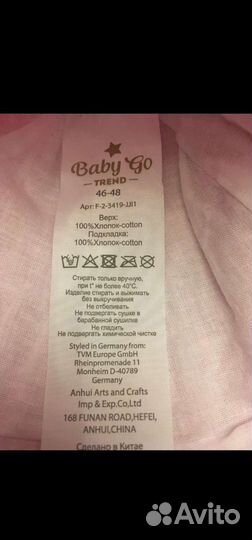 Baby Go
TREND
46-48
Арт: F-2-3419-JJI1
Верх:
100%Хлопок-cotton
Подкладка:
100%Хлопок-cotton
Стирать только вручную,
при t° не более 40°C.
Изделие стирать и выжимать
без выкручивания
Не отбеливать
Не подвергать сушке в
барабанной сушилке
Не гладить
Не подвергать химической чистке
Styled in Germany from:
TVM Europe GmbH
Rheinpromenade 11
Monheim D-40789
Germany
Anhui Arts and Crafts
Imp & Exp.Co,Ltd
168 FUNAN ROAD,HEFEI,
ANHUI,CHINA
Сделано в Китае
Avito